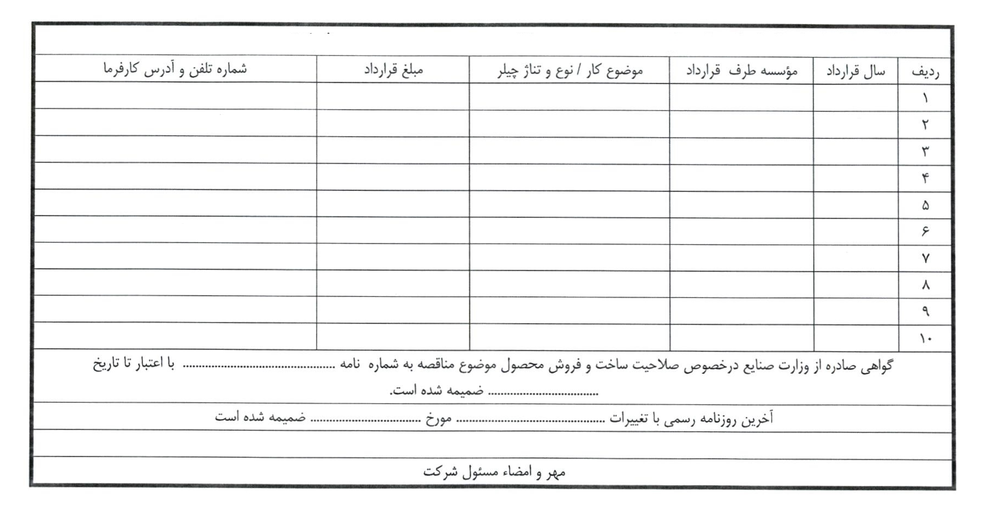 ردیف سال قرارداد مؤسسه طرف قرارداد موضوع کار / نوع و تناژ چیلر مبلغ قرارداد شماره تلفن و آدرس کارفرما
۱
۲
۳
۴
۵
۶
۷
۸
۹
۱۰
گواهی صادره از وزارت صنایع درخصوص صلاحیت ساخت و فروش محصول موضوع مناقصه به شماره نامه ................................................ با اعتبار تا تاریخ
................................... ضمیمه شده است.
آخرین روزنامه رسمی با تغییرات ............................................... مورخ ................................... ضمیمه شده است
مهر و امضاء مسئول شرکت